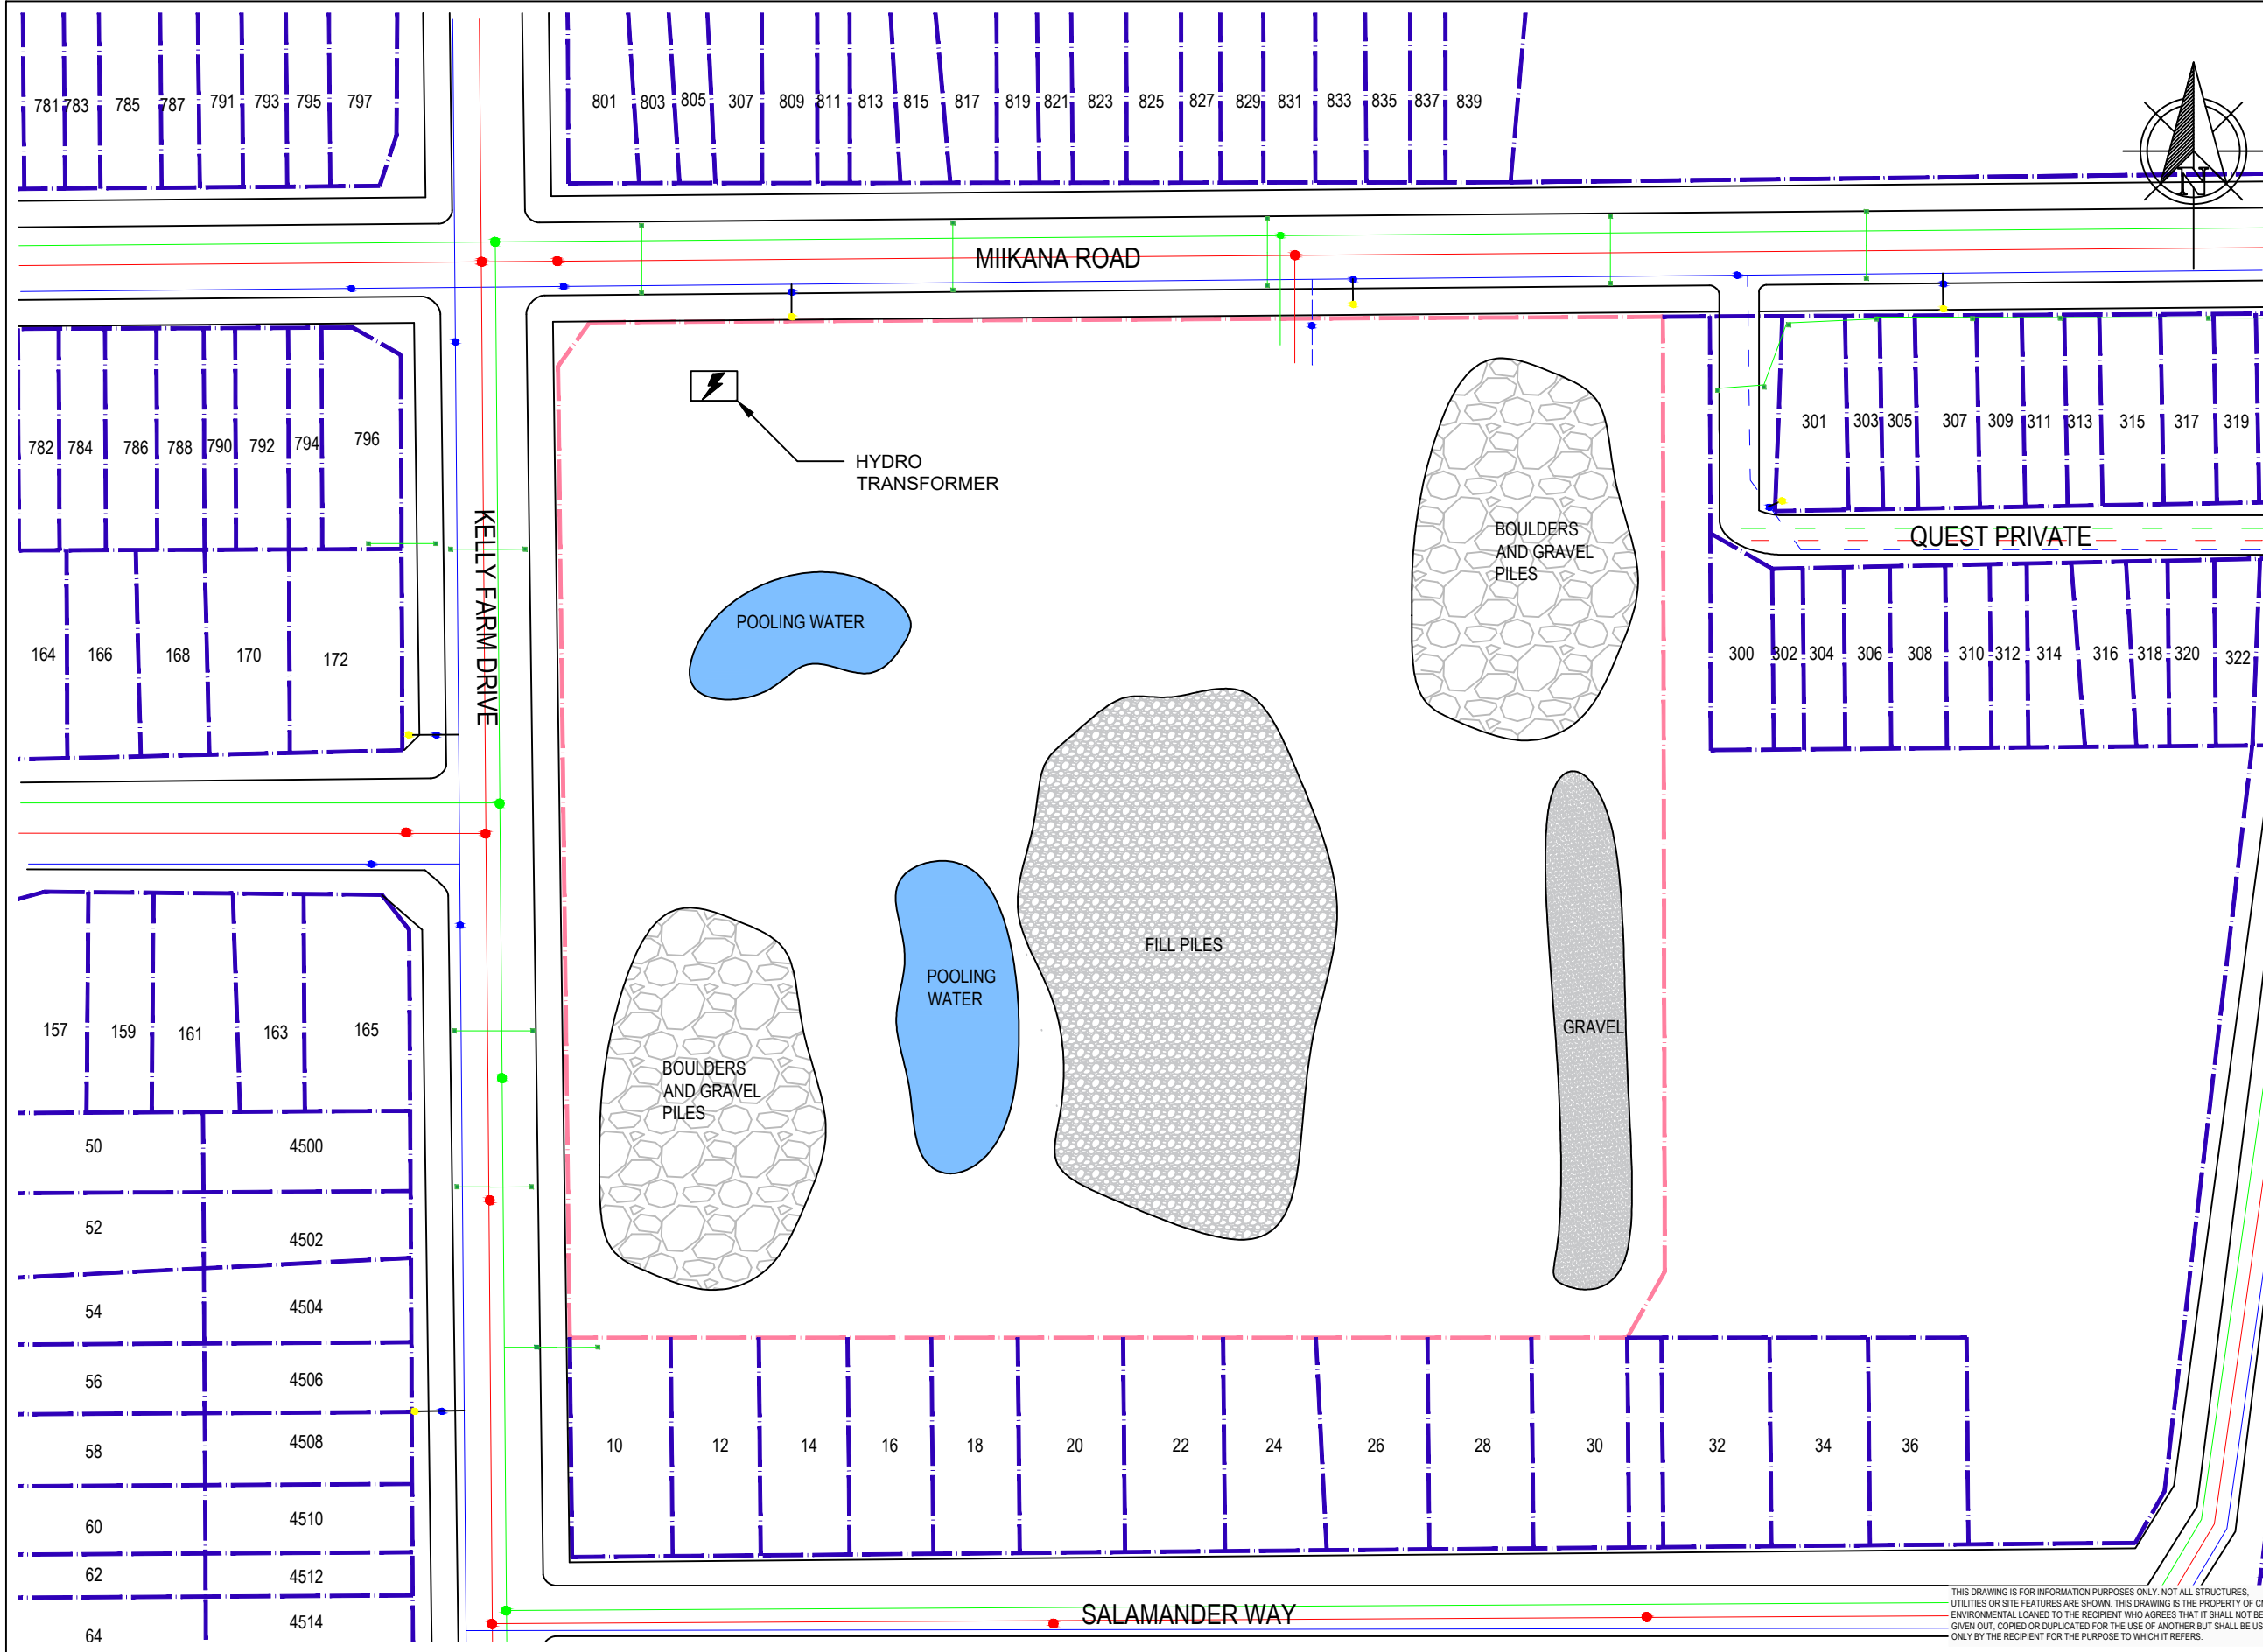 781 783 785 787 791 793 795 797 801 803 805 307 809 811 813 815 817 819 821 823 825 827 829 831 833 835 837 839
N
MIIKANA ROAD
HYDRO
TRANSFORMER
782 784 786 788 790 792 794 796
301 303 305 307 309 311 313 315 317 319
KELLY FARM DRIVE
BOULDERS
AND GRAVEL
PILES
QUEST PRIVATE
POOLING WATER
164 166 168 170 172
300 302 304 306 308 310 312 314 316 318 320 322
FILL PILES
POOLING
WATER
GRAVEL
157 159 161 163 165
BOULDERS
AND GRAVEL
PILES
50 4500
52 4502
54 4504
56 4506
58 4508
60 4510
62 4512
64 4514
10 12 14 16 18 20 22 24 26 28 30 32 34 36
SALAMANDER WAY
THIS DRAWING IS FOR INFORMATION PURPOSES ONLY. NOT ALL STRUCTURES,
UTILITIES OR SITE FEATURES ARE SHOWN. THIS DRAWING IS THE PROPERTY OF
ENVIRONMENTAL LOANED TO THE RECIPIENT WHO AGREES THAT IT SHALL NOT BE
GIVEN OUT, COPIED OR DUPLICATED FOR THE USE OF ANOTHER BUT SHALL BE
ONLY BY THE RECIPIENT FOR THE PURPOSE TO WHICH IT REFERS.